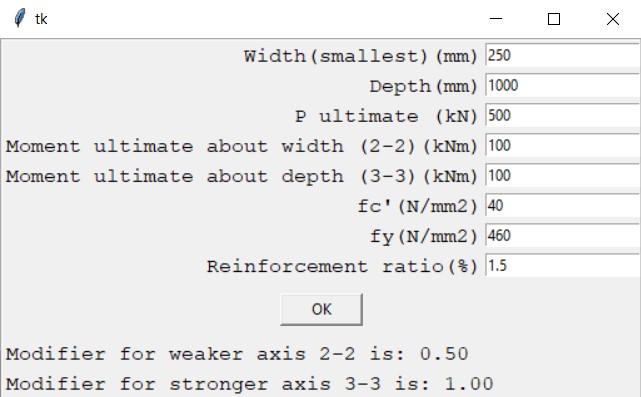 tk
Width(smallest)(mm) 250
Depth(mm) 1000
P ultimate (kN) 500
Moment ultimate about width (2-2)(kNm) 100
Moment ultimate about depth (3-3)(kNm) 100
fc'(N/mm2) 40
fy(N/mm2) 460
Reinforcement ratio(%) 1.5
OK
Modifier for weaker axis 2-2 is: 0.50
Modifier for stronger axis 3-3 is: 1.00